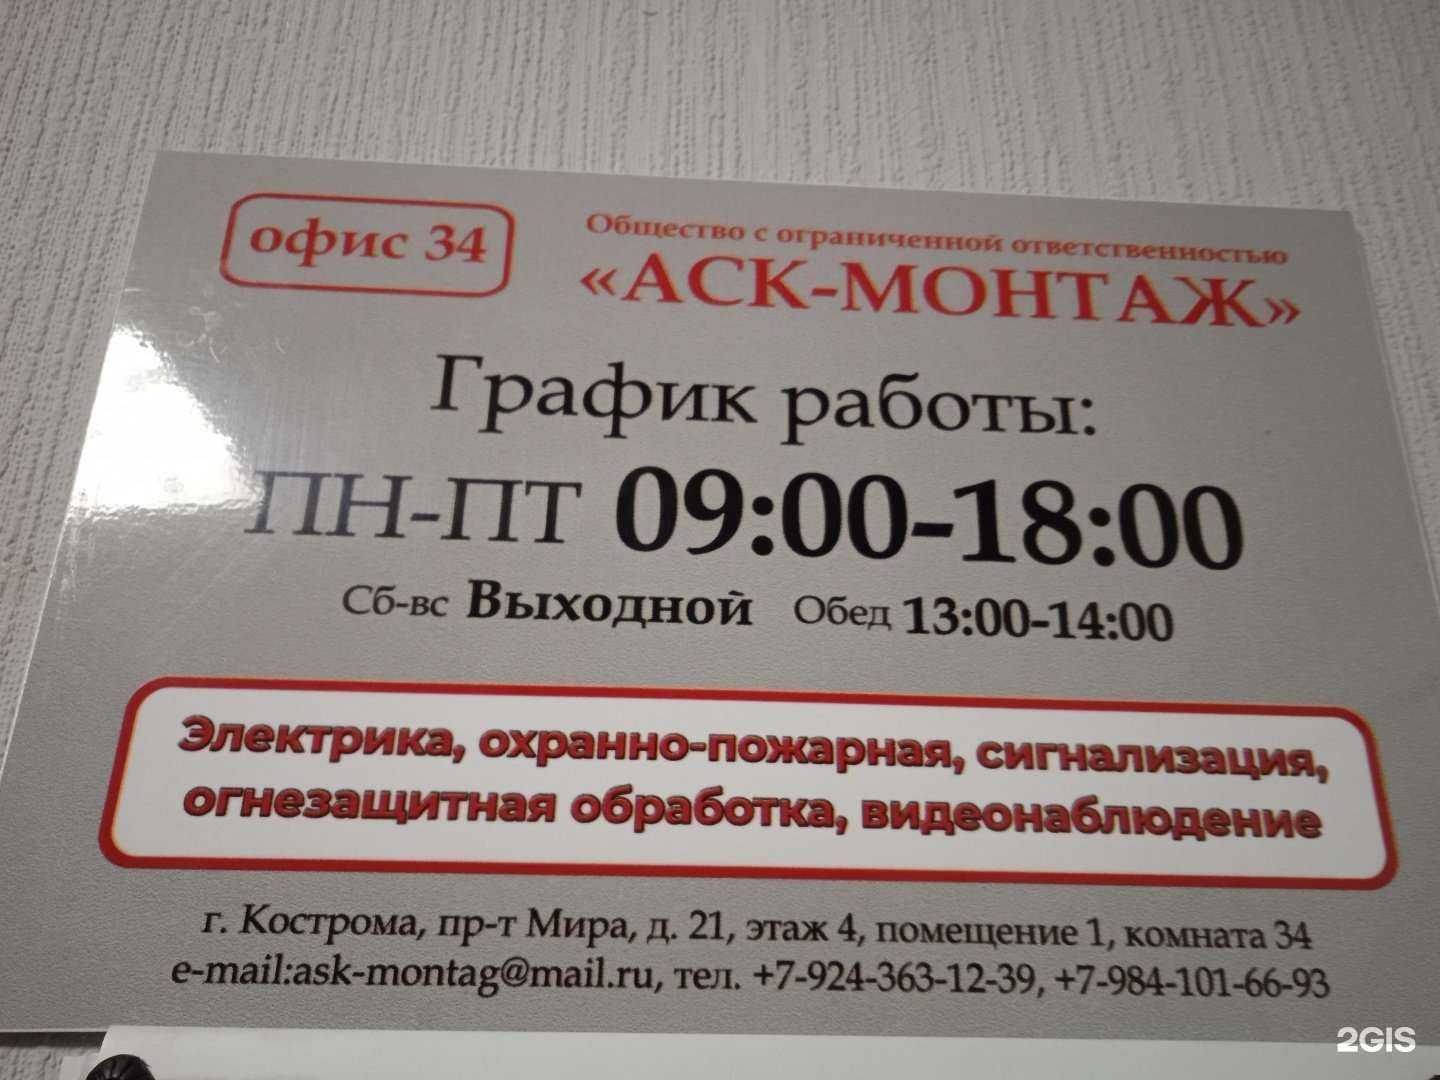 офис 34
Общество с ограниченной ответственностью
«АСК-МОНТАЖ»
График работы:
ПН-ПТ 09:00-18:00
Сб-вс Выходной Обед 13:00-14:00
Электрика, охранно-пожарная, сигнализация,
огнезащитная обработка, видеонаблюдение
г. Кострома, пр-т Мира, д. 21, этаж 4, помещение 1, комната 34
e-mail:ask-montag@mail.ru, тел. +7-924-363-12-39, +7-984-101-66-93
2GIS